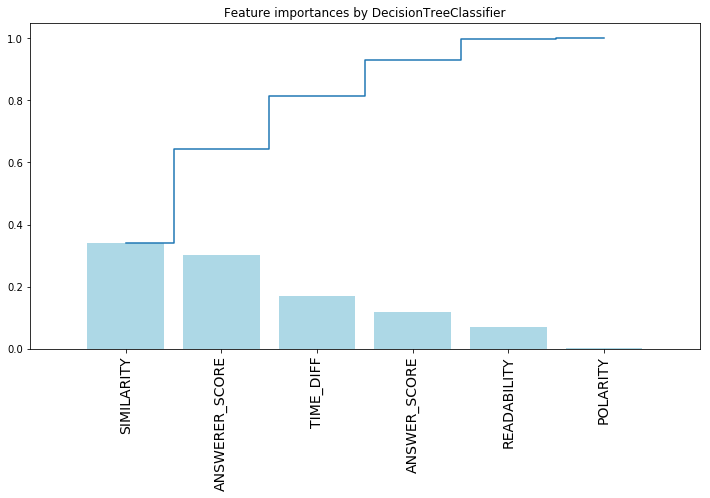 Feature importances by DecisionTreeClassifier
1.0
0.8
0.6
0.4
0.2
0.0
SIMILARITY
ANSWERER_SCORE
TIME_DIFF
ANSWER_SCORE
READABILITY
POLARITY